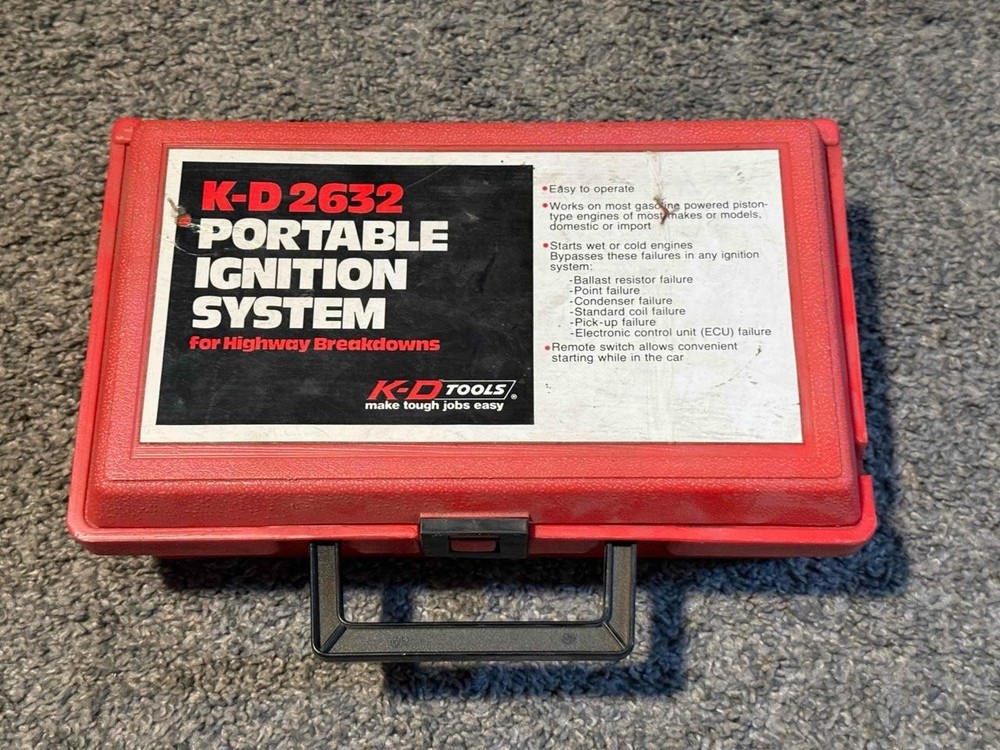 K-D 2632
PORTABLE
IGNITION
SYSTEM
for Highway Breakdowns
K-D TOOLS®
make tough jobs easy
•Easy to operate
•Works on most gasoline powered piston-
type engines of most makes or models,
domestic or import
•Starts wet or cold engines
Bypasses these failures in any ignition
system:
-Ballast resistor failure
-Point failure
-Condenser failure
-Standard coil failure
-Pick-up failure
-Electronic control unit (ECU) failure
•Remote switch allows convenient
starting while in the car